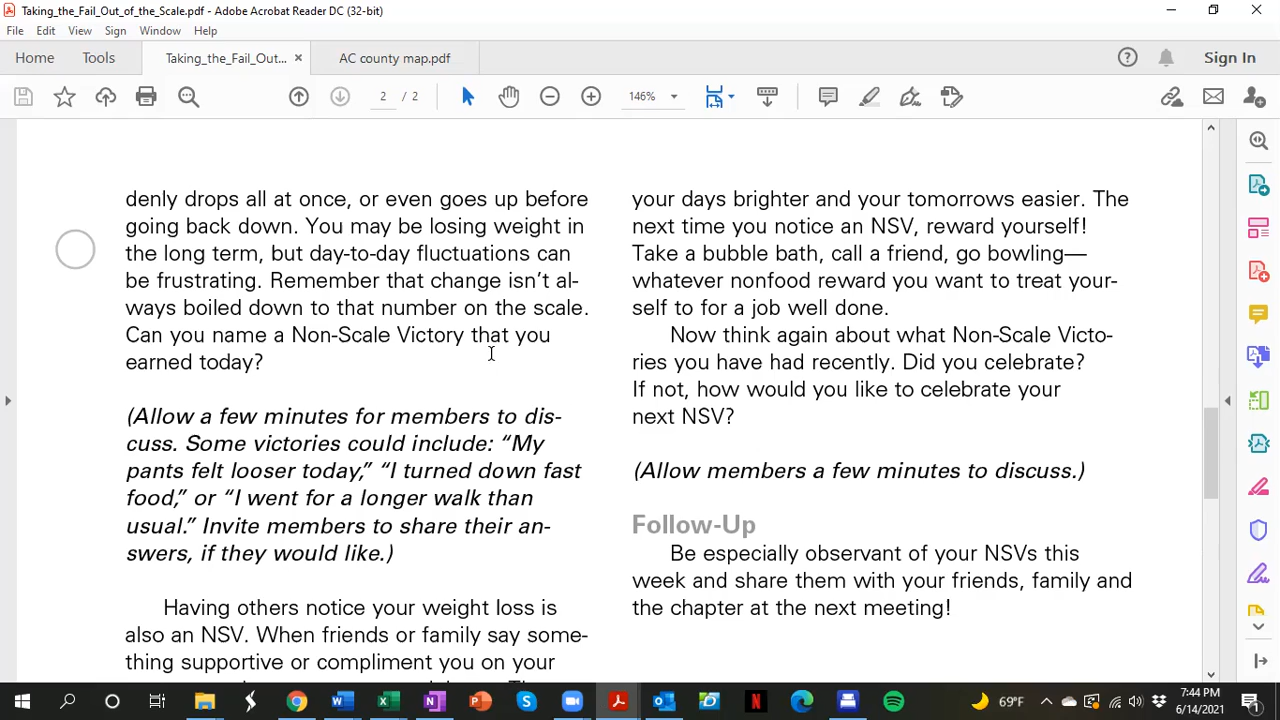 Taking_the_Fail_Out_of_the_Scale.pdf - Adobe Acrobat Reader DC (32-bit)
File Edit View Sign Window Help
Home Tools Taking_the_Fail_Out... × AC county map.pdf Sign In
2 / 2 146%
denly drops all at once, or even goes up before
going back down. You may be losing weight in
the long term, but day-to-day fluctuations can
be frustrating. Remember that change isn't al-
ways boiled down to that number on the scale.
Can you name a Non-Scale Victory that you
earned today?
(Allow a few minutes for members to dis-
cuss. Some victories could include: "My
pants felt looser today," "I turned down fast
food," or "I went for a longer walk than
usual." Invite members to share their an-
swers, if they would like.)
Having others notice your weight loss is
also an NSV. When friends or family say some-
thing supportive or compliment you on your
your days brighter and your tomorrows easier. The
next time you notice an NSV, reward yourself!
Take a bubble bath, call a friend, go bowling—
whatever nonfood reward you want to treat your-
self to for a job well done.
Now think again about what Non-Scale Victo-
ries you have had recently. Did you celebrate?
If not, how would you like to celebrate your
next NSV?
(Allow members a few minutes to discuss.)
Follow-Up
Be especially observant of your NSVs this
week and share them with your friends, family and
the chapter at the next meeting!
69°F
7:44 PM
6/14/2021